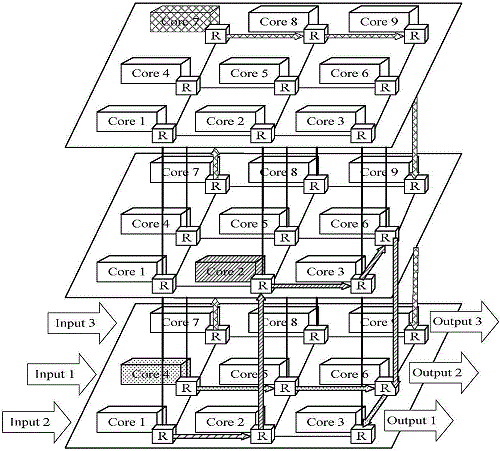 Core 7 Core 8 Core 9
R R R
Core 4 Core 5 Core 6
R R R
Core 1 Core 2 Core 3
R R R
Core 7 Core 8 Core 9
R R R
Core 4 Core 5 Core 6
R R R
Core 1 Core 2 Core 3
R R R
Input 3 Core 7 Core 8 Core 9 Output 3
R R R
Input 1 Core 4 Core 5 Core 6 Output 2
R R R
Input 2 Core 1 Core 2 Core 3 Output 1
R R R